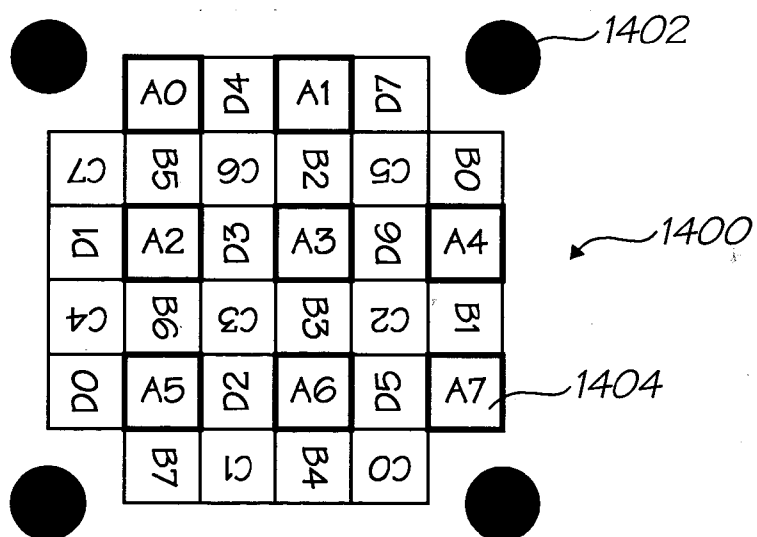 1402
A0 D4 A1 D7
C7 B5 C6 B2 C5 B0
D1 A2 D3 A3 D6 A4
1400
C4 B6 C3 B3 C2 B1
D0 A5 D2 A6 D5 A7
1404
B7 C1 B4 C0